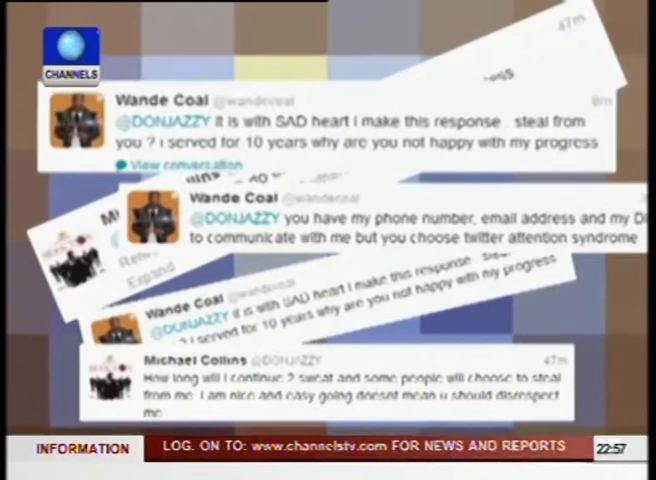 CHANNELS
47m
Wande Coal @wandecoal 8m
@DONJAZZY it is with SAD heart i make this response . steal from
you ? i served for 10 years why are you not happy with my progress
View conversation
Wande Coal @wandecoal
@DONJAZZY you have my phone number, email address and my
to communicate with me but you choose twitter attention syndrome
Expand
Wande Coal @wandecoal
@DONJAZZY it is with SAD heart i make this response
? i served for 10 years why are you not happy with my progress
Michael Collins @DONJAZZY 47m
How long will i continue 2 sweat and some people will choose to steal
from me. I am nice and easy going doesnt mean u should disrespect
me
INFORMATION
LOG. ON TO: www.channelstv.com FOR NEWS AND REPORTS
22:57